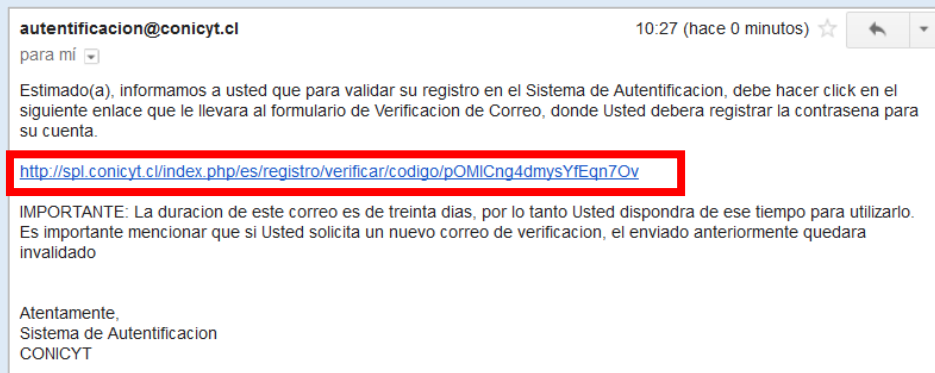 autentificacion@conicyt.cl 10:27 (hace 0 minutos)
para mí
Estimado(a), informamos a usted que para validar su registro en el Sistema de Autentificacion, debe hacer click en el
siguiente enlace que le llevara al formulario de Verificacion de Correo, donde Usted debera registrar la contrasena para
su cuenta.
http://spl.conicyt.cl/index.php/es/registro/verificar/codigo/pOMlCng4dmysYfEqn7Ov
IMPORTANTE: La duracion de este correo es de treinta dias, por lo tanto Usted dispondra de ese tiempo para utilizarlo.
Es importante mencionar que si Usted solicita un nuevo correo de verificacion, el enviado anteriormente quedara
invalidado
Atentamente,
Sistema de Autentificacion
CONICYT